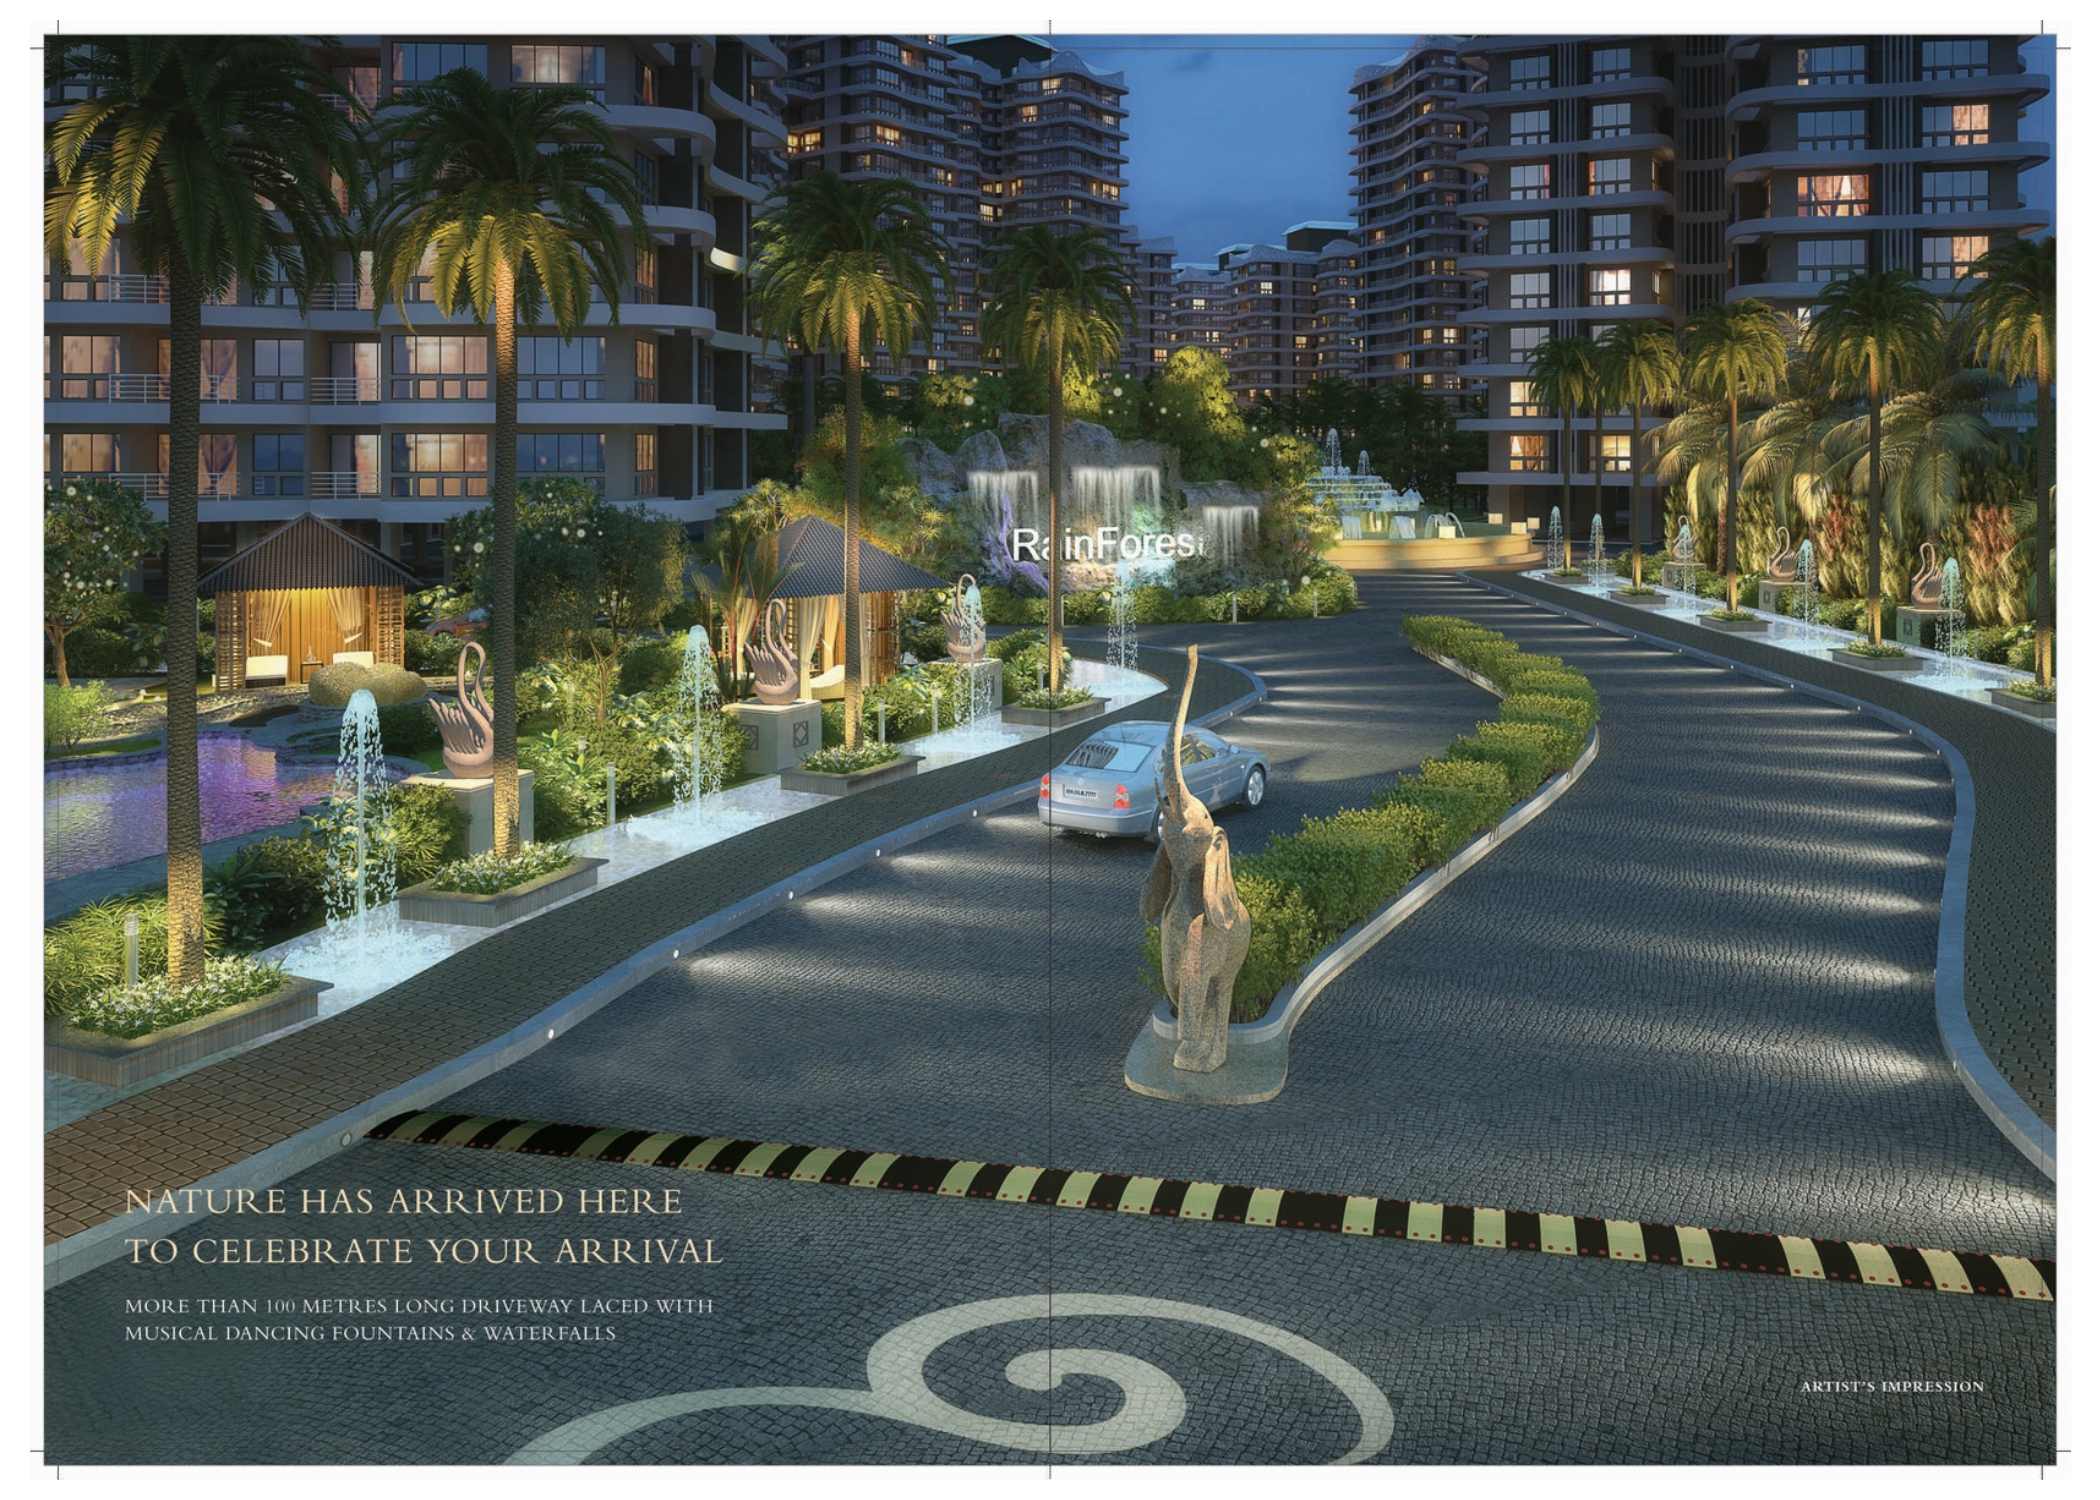 RainForest
NATURE HAS ARRIVED HERE
TO CELEBRATE YOUR ARRIVAL
MORE THAN 100 METRES LONG DRIVEWAY LACED WITH
MUSICAL DANCING FOUNTAINS & WATERFALLS
ARTIST'S IMPRESSION